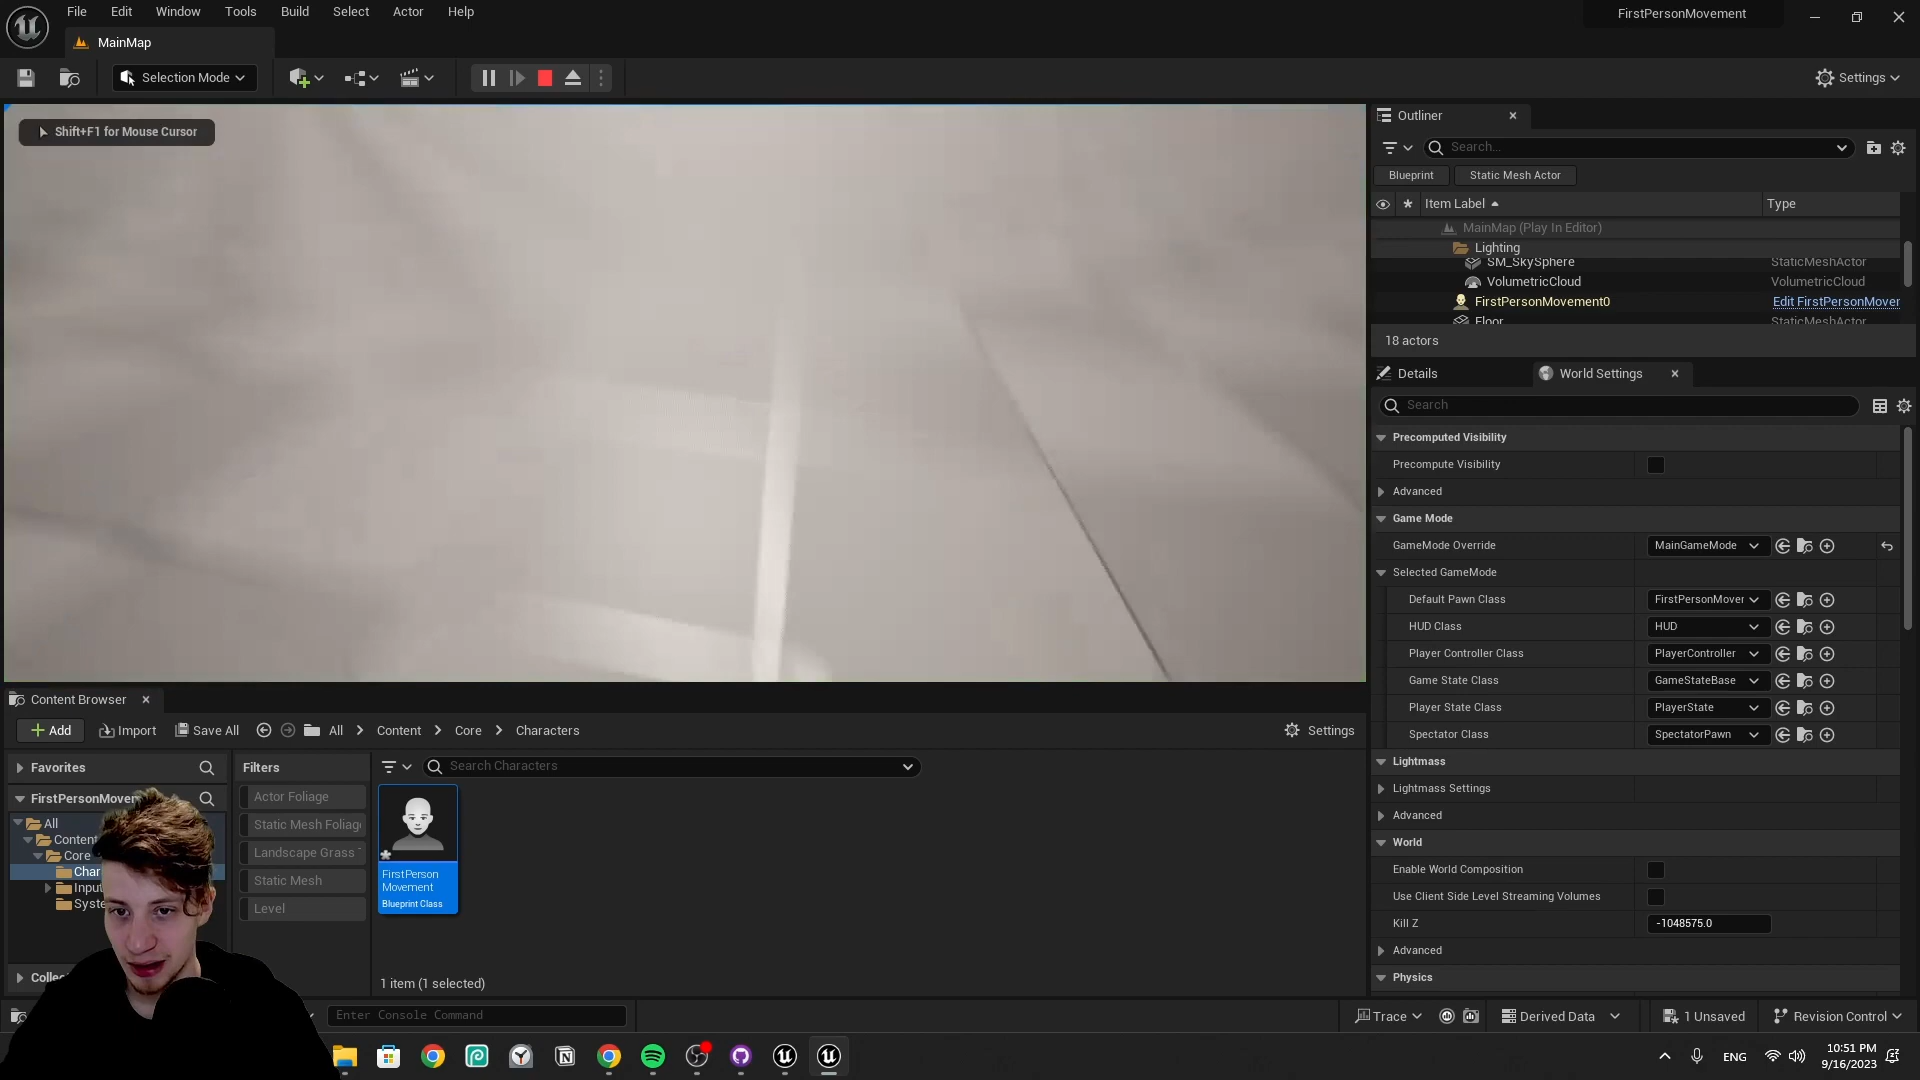 File Edit Window Tools Build Select Actor Help
FirstPersonMovement
MainMap
Selection Mode
Settings
Shift+F1 for Mouse Cursor
Outliner
Search...
Blueprint Static Mesh Actor
Item Label Type
MainMap (Play In Editor)
Lighting
SM_SkySphere StaticMeshActor
VolumetricCloud VolumetricCloud
FirstPersonMovement0 Edit FirstPersonMover
Floor StaticMeshActor
18 actors
Details World Settings
Search
Precomputed Visibility
Precompute Visibility
Advanced
Game Mode
GameMode Override MainGameMode
Selected GameMode
Default Pawn Class FirstPersonMover
HUD Class HUD
Player Controller Class PlayerController
Game State Class GameStateBase
Player State Class PlayerState
Spectator Class SpectatorPawn
Lightmass
Lightmass Settings
Advanced
World
Enable World Composition
Use Client Side Level Streaming Volumes
Kill Z -1048575.0
Advanced
Physics
Content Browser
Add Import Save All All Content Core Characters Settings
Favorites
FirstPersonMover
All
Content
Core
Char
Input
Syste
Collec
Filters
Actor Foliage
Static Mesh Foliag
Landscape Grass T
Static Mesh
Level
Search Characters
FirstPerson
Movement
Blueprint Class
1 item (1 selected)
Enter Console Command
Trace Derived Data 1 Unsaved Revision Control
ENG
10:51 PM
9/16/2023